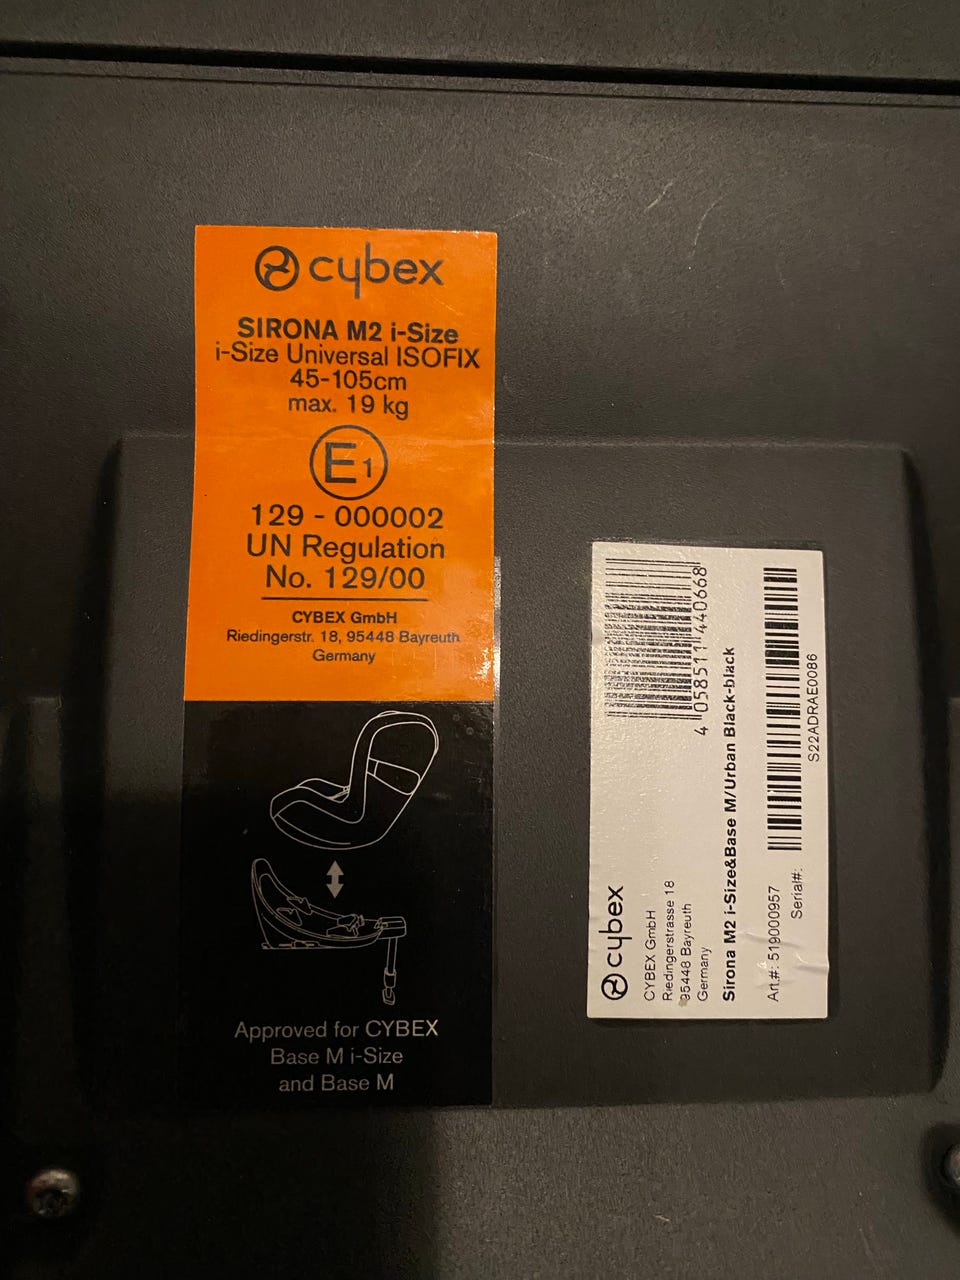 cybex
SIRONA M2 i-Size
i-Size Universal ISOFIX
45-105cm
max. 19 kg
E1
129 - 000002
UN Regulation
No. 129/00
CYBEX GmbH
Riedingerstr. 18, 95448 Bayreuth
Germany
Approved for CYBEX
Base M i-Size
and Base M
cybex
CYBEX GmbH
Riedingerstrasse 18
95448 Bayreuth
Germany
4 058511 440668
Sirona M2 i-Size&Base M/Urban Black-black
Art.#: 519000957
Serial#:
S22ADRAE0086